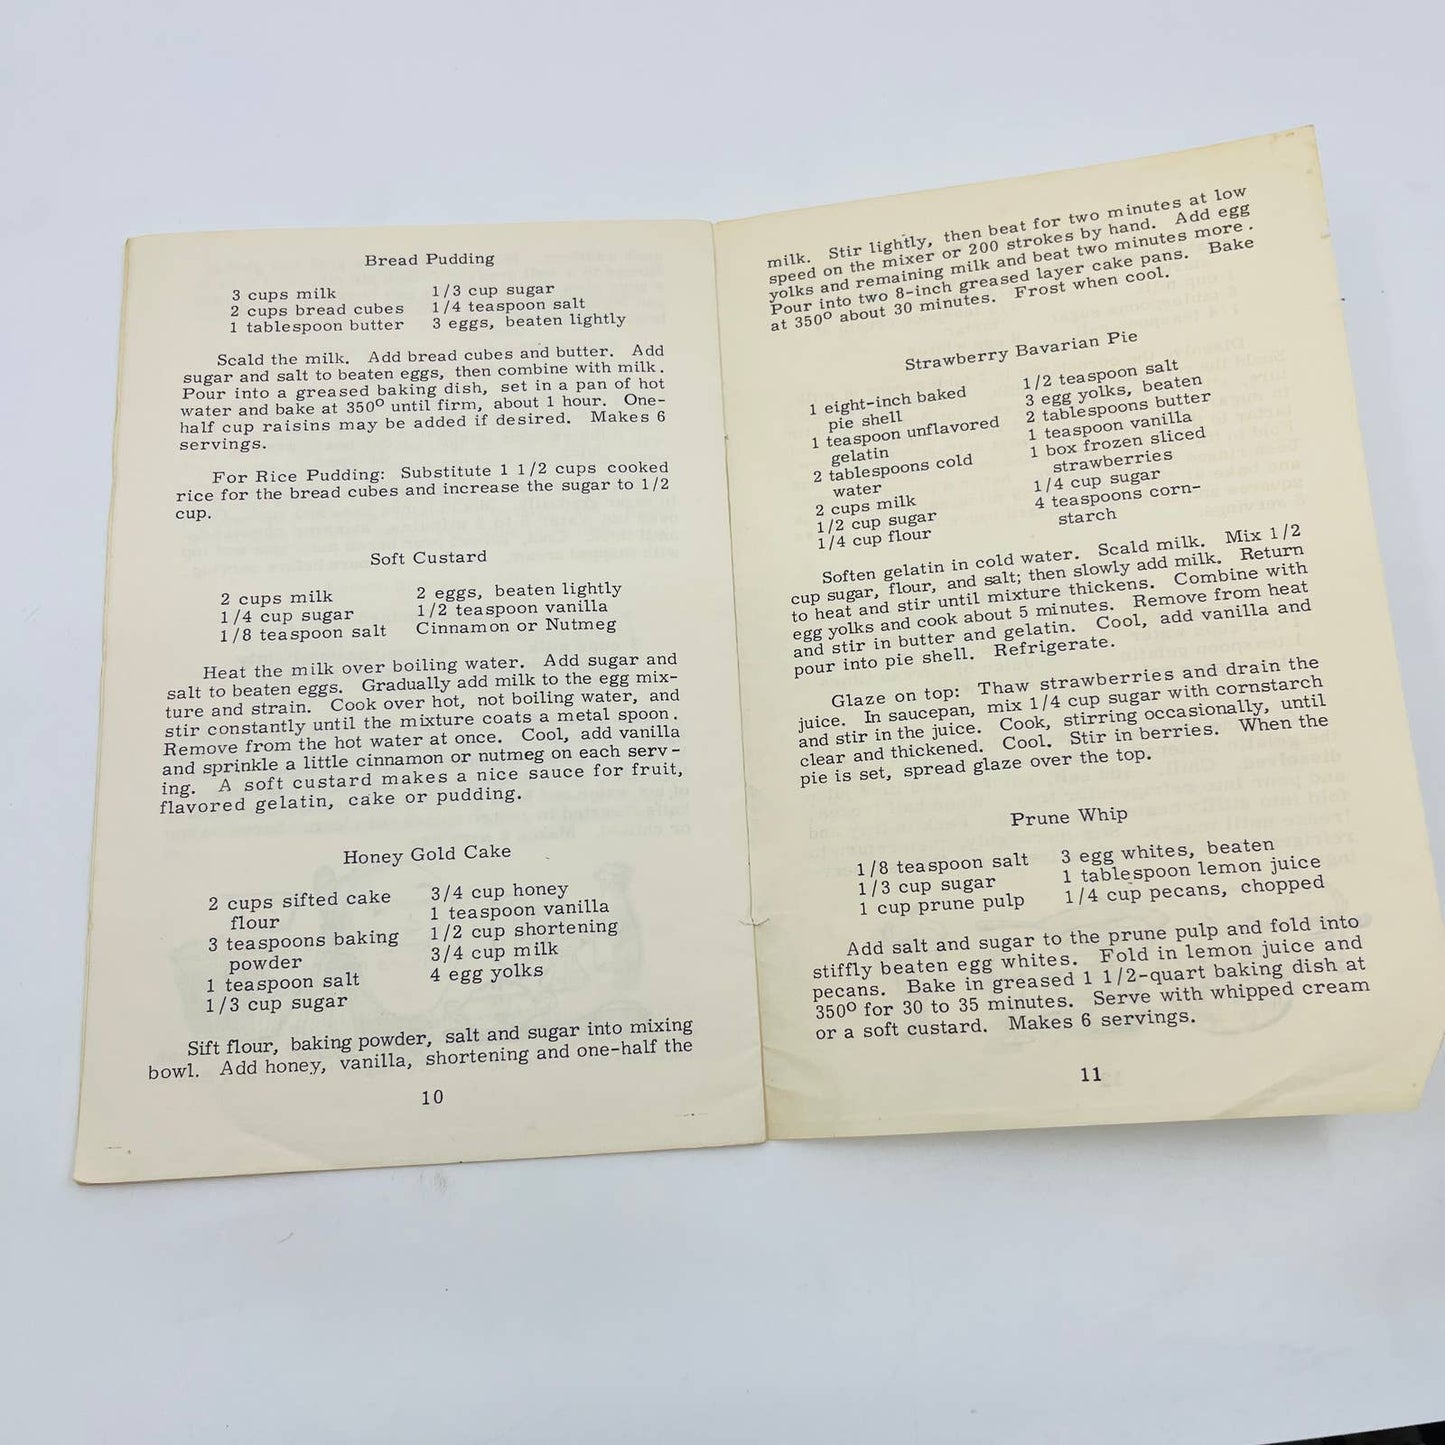 Bread Pudding
3 cups milk
2 cups bread cubes
1 tablespoon butter
1/3 cup sugar
1/4 teaspoon salt
3 eggs, beaten lightly
Scald the milk. Add bread cubes and butter. Add
sugar and salt to beaten eggs, then combine with milk.
Pour into a greased baking dish, set in a pan of hot
water and bake at 350° until firm, about 1 hour. One-
half cup raisins may be added if desired. Makes 6
servings.
For Rice Pudding: Substitute 1 1/2 cups cooked
rice for the bread cubes and increase the sugar to 1/2
cup.
Soft Custard
2 cups milk
1/4 cup sugar
1/8 teaspoon salt
2 eggs, beaten lightly
1/2 teaspoon vanilla
Cinnamon or Nutmeg
Heat the milk over boiling water. Add sugar and
salt to beaten eggs. Gradually add milk to the egg mix-
ture and strain. Cook over hot, not boiling water, and
stir constantly until the mixture coats a metal spoon.
Remove from the hot water at once. Cool, add vanilla
and sprinkle a little cinnamon or nutmeg on each serv-
ing. A soft custard makes a nice sauce for fruit,
flavored gelatin, cake or pudding.
Honey Gold Cake
2 cups sifted cake
flour
3 teaspoons baking
powder
1 teaspoon salt
1/3 cup sugar
3/4 cup honey
1 teaspoon vanilla
1/2 cup shortening
3/4 cup milk
4 egg yolks
Sift flour, baking powder, salt and sugar into mixing
bowl. Add honey, vanilla, shortening and one-half the
10
milk. Stir lightly, then beat for two minutes at low
speed on the mixer or 200 strokes by hand. Add egg
yolks and remaining milk and beat two minutes more.
Pour into two 8-inch greased layer cake pans. Bake
at 350° about 30 minutes. Frost when cool.
Strawberry Bavarian Pie
1 eight-inch baked
pie shell
1 teaspoon unflavored
gelatin
2 tablespoons cold
water
2 cups milk
1/2 cup sugar
1/4 cup flour
1/2 teaspoon salt
3 egg yolks, beaten
2 tablespoons butter
1 teaspoon vanilla
1 box frozen sliced
strawberries
1/4 cup sugar
4 teaspoons corn-
starch
Soften gelatin in cold water. Scald milk. Mix 1/2
cup sugar, flour, and salt; then slowly add milk. Return
to heat and stir until mixture thickens. Combine with
egg yolks and cook about 5 minutes. Remove from heat
and stir in butter and gelatin. Cool, add vanilla and
pour into pie shell. Refrigerate.
Glaze on top: Thaw strawberries and drain the
juice. In saucepan, mix 1/4 cup sugar with cornstarch
and stir in the juice. Cook, stirring occasionally, until
clear and thickened. Cool. Stir in berries. When the
pie is set, spread glaze over the top.
Prune Whip
1/8 teaspoon salt
1/3 cup sugar
1 cup prune pulp
3 egg whites, beaten
1 tablespoon lemon juice
1/4 cup pecans, chopped
Add salt and sugar to the prune pulp and fold into
stiffly beaten egg whites. Fold in lemon juice and
pecans. Bake in greased 1 1/2-quart baking dish at
350° for 30 to 35 minutes. Serve with whipped cream
or a soft custard. Makes 6 servings.
11